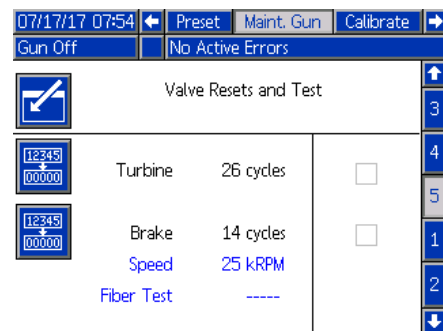 07/17/17 07:54 Preset Maint. Gun Calibrate
Gun Off No Active Errors
Valve Resets and Test
3
12345
00000
Turbine 26 cycles
4
5
12345
00000
Brake 14 cycles
1
Speed 25 kRPM
2
Fiber Test -----